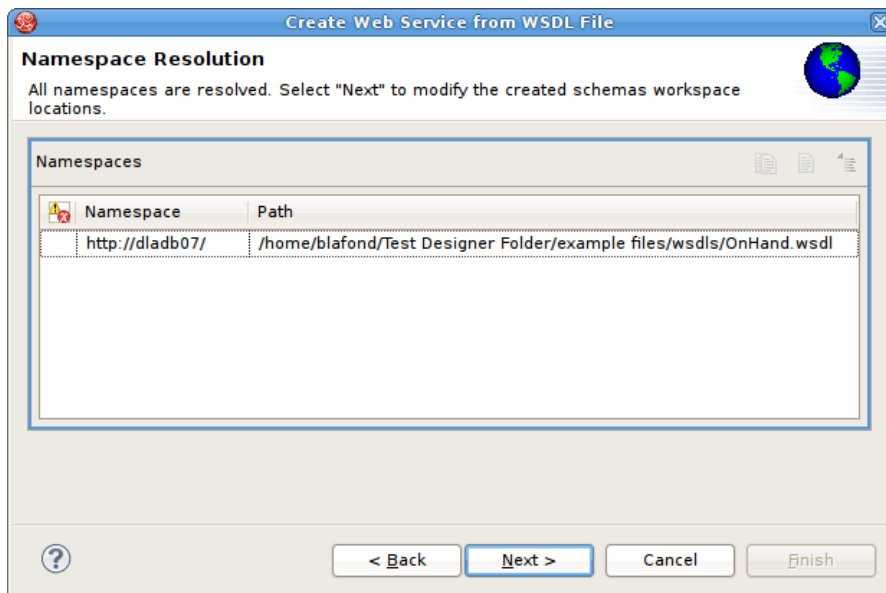 Create Web Service from WSDL File
Namespace Resolution
All namespaces are resolved. Select "Next" to modify the created schemas workspace
locations.
Namespaces
Namespace Path
http://dladb07/ /home/blafond/Test Designer Folder/example files/wsdls/OnHand.wsdl
? < Back Next > Cancel Finish